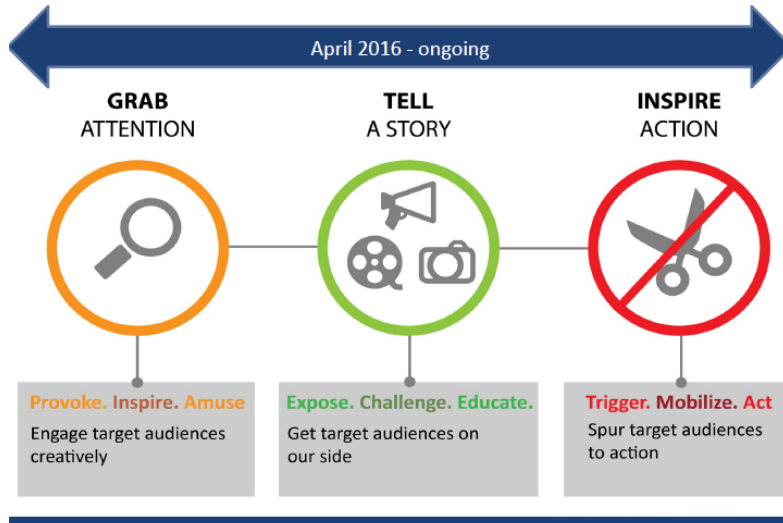 April 2016 - ongoing
GRAB
ATTENTION
TELL
A STORY
INSPIRE
ACTION
Provoke. Inspire. Amuse
Engage target audiences
creatively
Expose. Challenge. Educate.
Get target audiences on
our side
Trigger. Mobilize. Act
Spur target audiences
to action